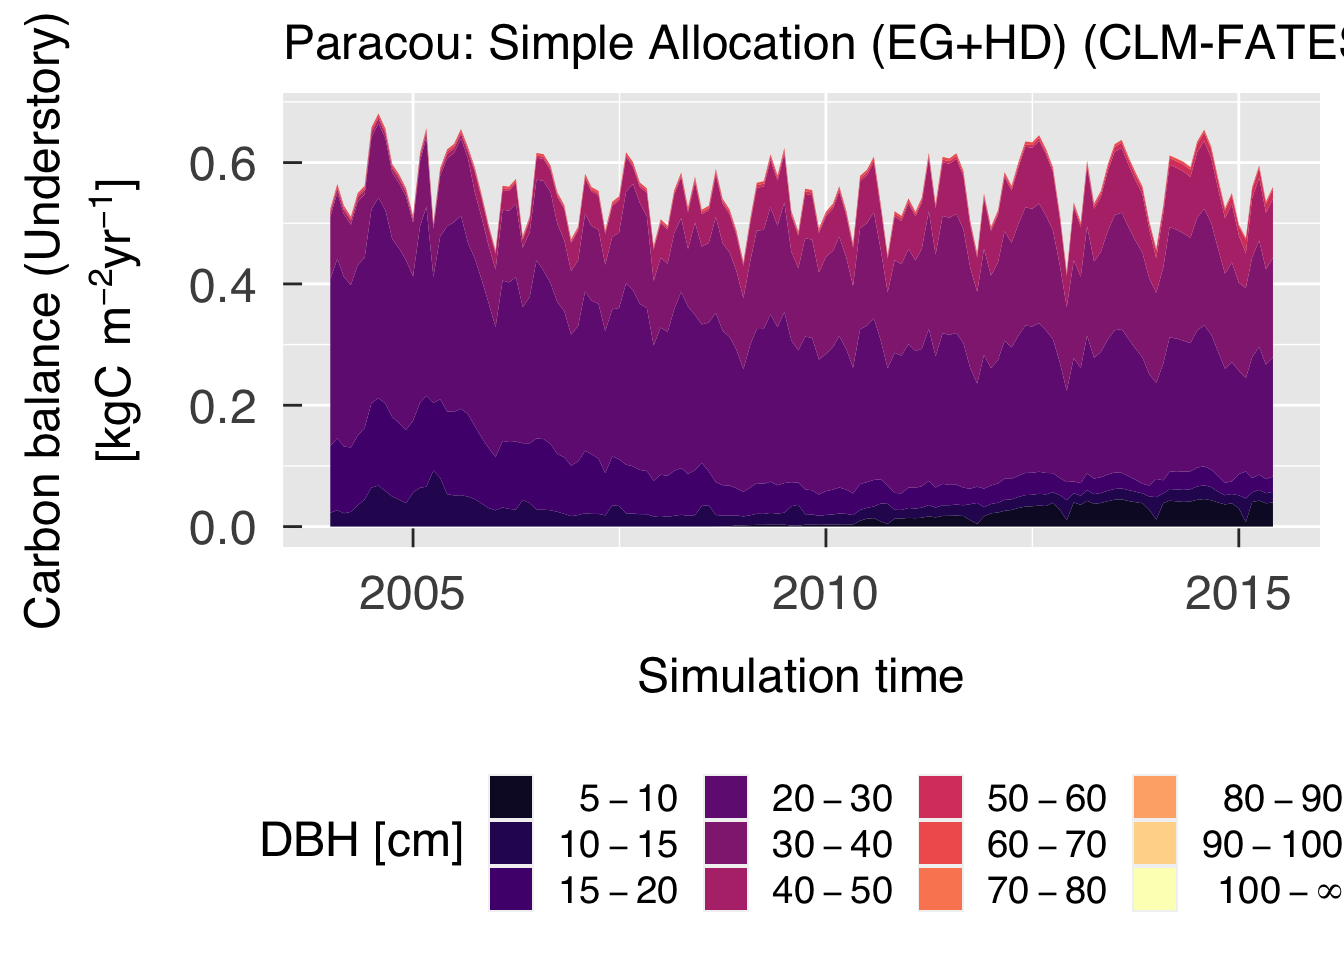 Paracou: Simple Allocation (EG+HD) (CLM-FATES
Carbon balance (Understory)
[kgC m−2yr−1]
0.6
0.4
0.2
0.0
2005 2010 2015
Simulation time
DBH [cm]
5 – 10 20 – 30 50 – 60 80 – 90
10 – 15 30 – 40 60 – 70 90 – 100
15 – 20 40 – 50 70 – 80 100 – ∞